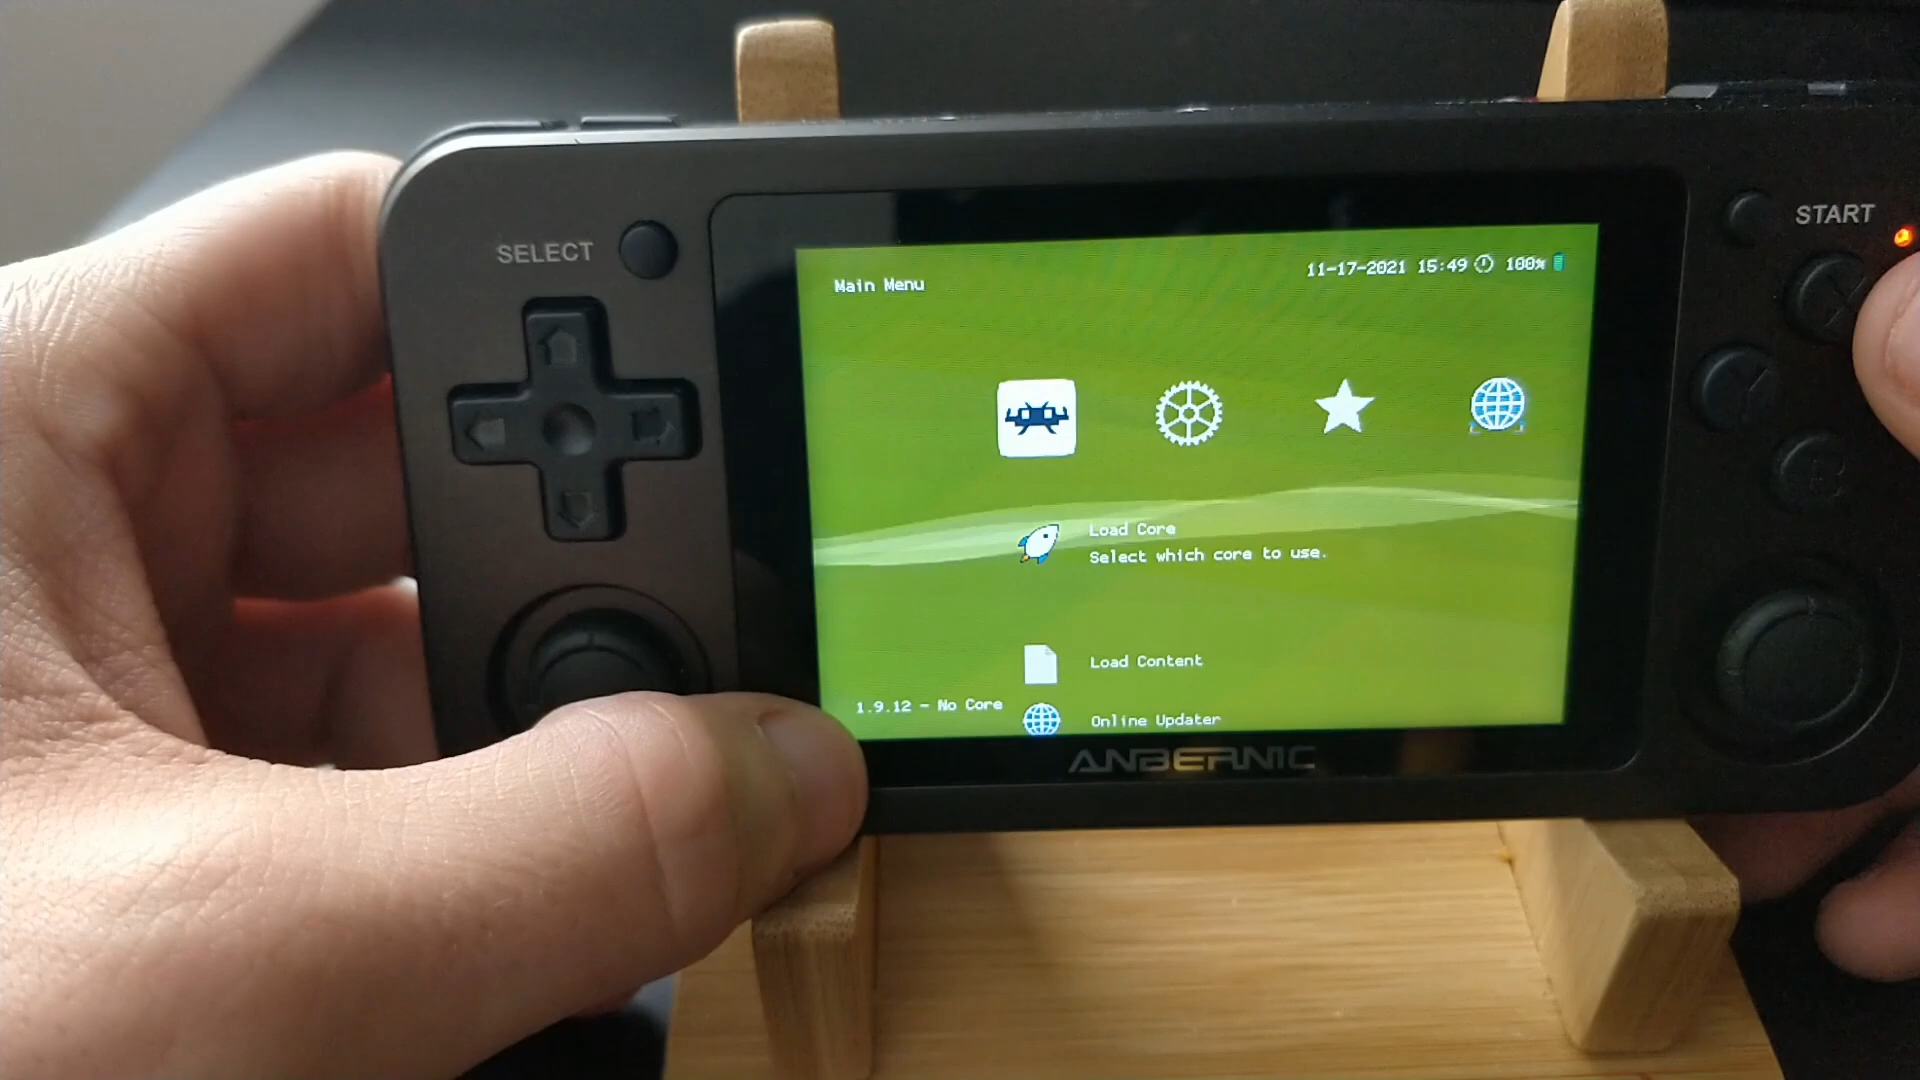 SELECT
START
11-17-2021 15:49 100%
Main Menu
Load Core
Select which core to use.
Load Content
1.9.12 - No Core
Online Updater
ANBERNIC